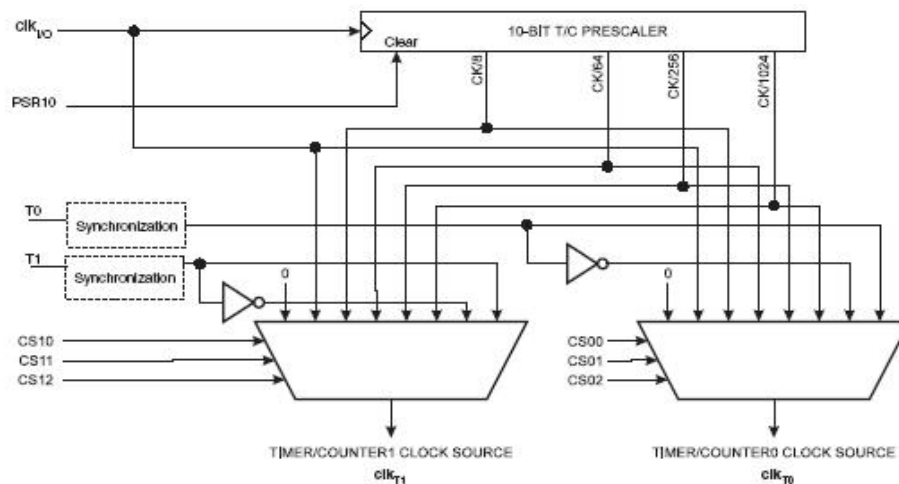 clk I/O
10-BIT T/C PRESCALER
Clear
PSR10
CK/8
CK/64
CK/256
CK/1024
T0
Synchronization
T1
Synchronization
0
0
CS10
CS11
CS12
CS00
CS01
CS02
TIMER/COUNTER1 CLOCK SOURCE
clkT1
TIMER/COUNTER0 CLOCK SOURCE
clkT0